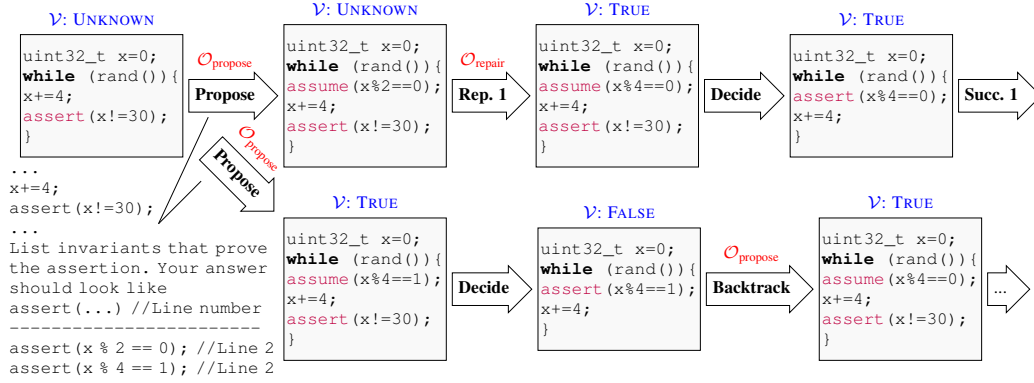 𝒱: UNKNOWN
uint32_t x=0;
while (rand()){
x+=4;
assert(x!=30);
}
𝒪propose
Propose
𝒱: UNKNOWN
uint32_t x=0;
while (rand()){
assume(x%2==0);
x+=4;
assert(x!=30);
}
𝒪repair
Rep. 1
𝒱: TRUE
uint32_t x=0;
while (rand()){
assume(x%4==0);
x+=4;
assert(x!=30);
}
Decide
𝒱: TRUE
uint32_t x=0;
while (rand()){
assert(x%4==0);
x+=4;
}
Succ. 1
...
x+=4;
assert(x!=30);
...
List invariants that prove
the assertion. Your answer
should look like
assert(...) //Line number
-------------------------
assert(x % 2 == 0); //Line 2
assert(x % 4 == 1); //Line 2
𝒪propose
Propose
𝒱: TRUE
uint32_t x=0;
while (rand()){
assume(x%4==1);
x+=4;
assert(x!=30);
}
Decide
𝒱: FALSE
uint32_t x=0;
while (rand()){
assert(x%4==1);
x+=4;
}
𝒪propose
Backtrack
𝒱: TRUE
uint32_t x=0;
while (rand()){
assume(x%4==0);
x+=4;
assert(x!=30);
}
...